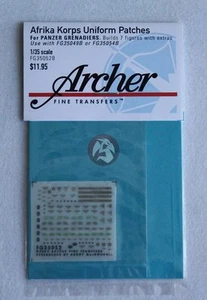 Afrika Korps Uniform Patches
For PANZER GRENADIERS. Builds 7 figures with extras
Use with FG35049B or FG35054B
1/35 scale
FG35052B
$11.95
Archer
FINE TRANSFERS
FG35052